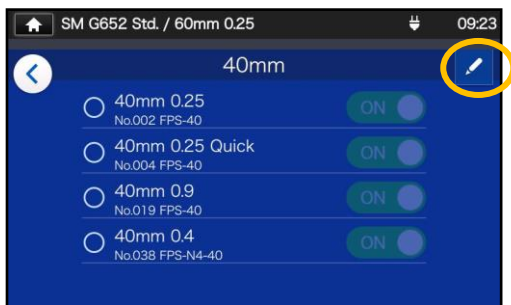 SM G652 Std. / 60mm 0.25 09:23
40mm
40mm 0.25 ON
No.002 FPS-40
40mm 0.25 Quick ON
No.004 FPS-40
40mm 0.9 ON
No.019 FPS-40
40mm 0.4 ON
No.038 FPS-N4-40